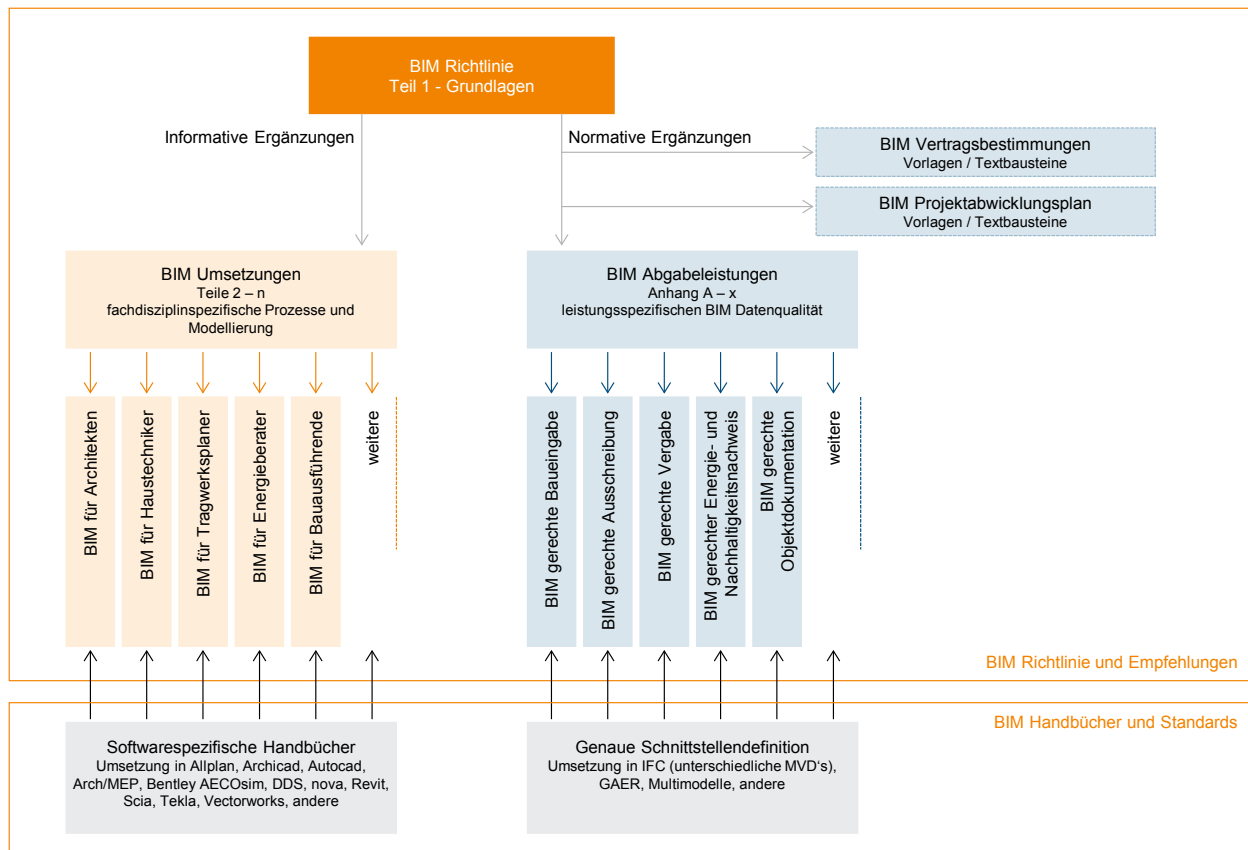 BIM Richtlinie
Teil 1 - Grundlagen
Informative Ergänzungen
Normative Ergänzungen
BIM Vertragsbestimmungen
Vorlagen / Textbausteine
BIM Projektabwicklungsplan
Vorlagen / Textbausteine
BIM Umsetzungen
Teile 2 – n
fachdisziplinspezifische Prozesse und
Modellierung
BIM Abgabeleistungen
Anhang A – x
leistungsspezifischen BIM Datenqualität
BIM für Architekten
BIM für Haustechniker
BIM für Tragwerksplaner
BIM für Energieberater
BIM für Bauausführende
weitere
BIM gerechte Baueingabe
BIM gerechte Ausschreibung
BIM gerechte Vergabe
BIM gerechter Energie- und
Nachhaltigkeitsnachweis
BIM gerechte
Objektdokumentation
weitere
BIM Richtlinie und Empfehlungen
BIM Handbücher und Standards
Softwarespezifische Handbücher
Umsetzung in Allplan, Archicad, Autocad,
Arch/MEP, Bentley AECOsim, DDS, nova, Revit,
Scia, Tekla, Vectorworks, andere
Genaue Schnittstellendefinition
Umsetzung in IFC (unterschiedliche MVD's),
GAER, Multimodelle, andere